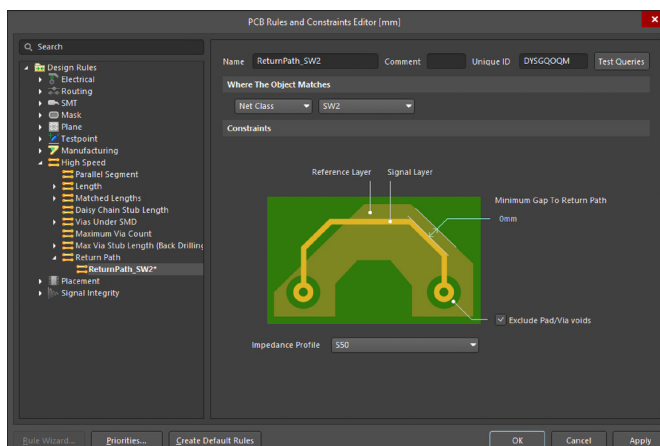 PCB Rules and Constraints Editor [mm]
Search
Design Rules
Electrical
Routing
SMT
Mask
Plane
Testpoint
Manufacturing
High Speed
Parallel Segment
Length
Matched Lengths
Daisy Chain Stub Length
Vias Under SMD
Maximum Via Count
Max Via Stub Length (Back Drilling
Return Path
ReturnPath_SW2*
Placement
Signal Integrity
Name ReturnPath_SW2 Comment Unique ID DYSGQOQM Test Queries
Where The Object Matches
Net Class SW2
Constraints
Reference Layer Signal Layer
Minimum Gap To Return Path
0mm
Exclude Pad/Via voids
Impedance Profile S50
Rule Wizard... Priorities... Create Default Rules OK Cancel Apply